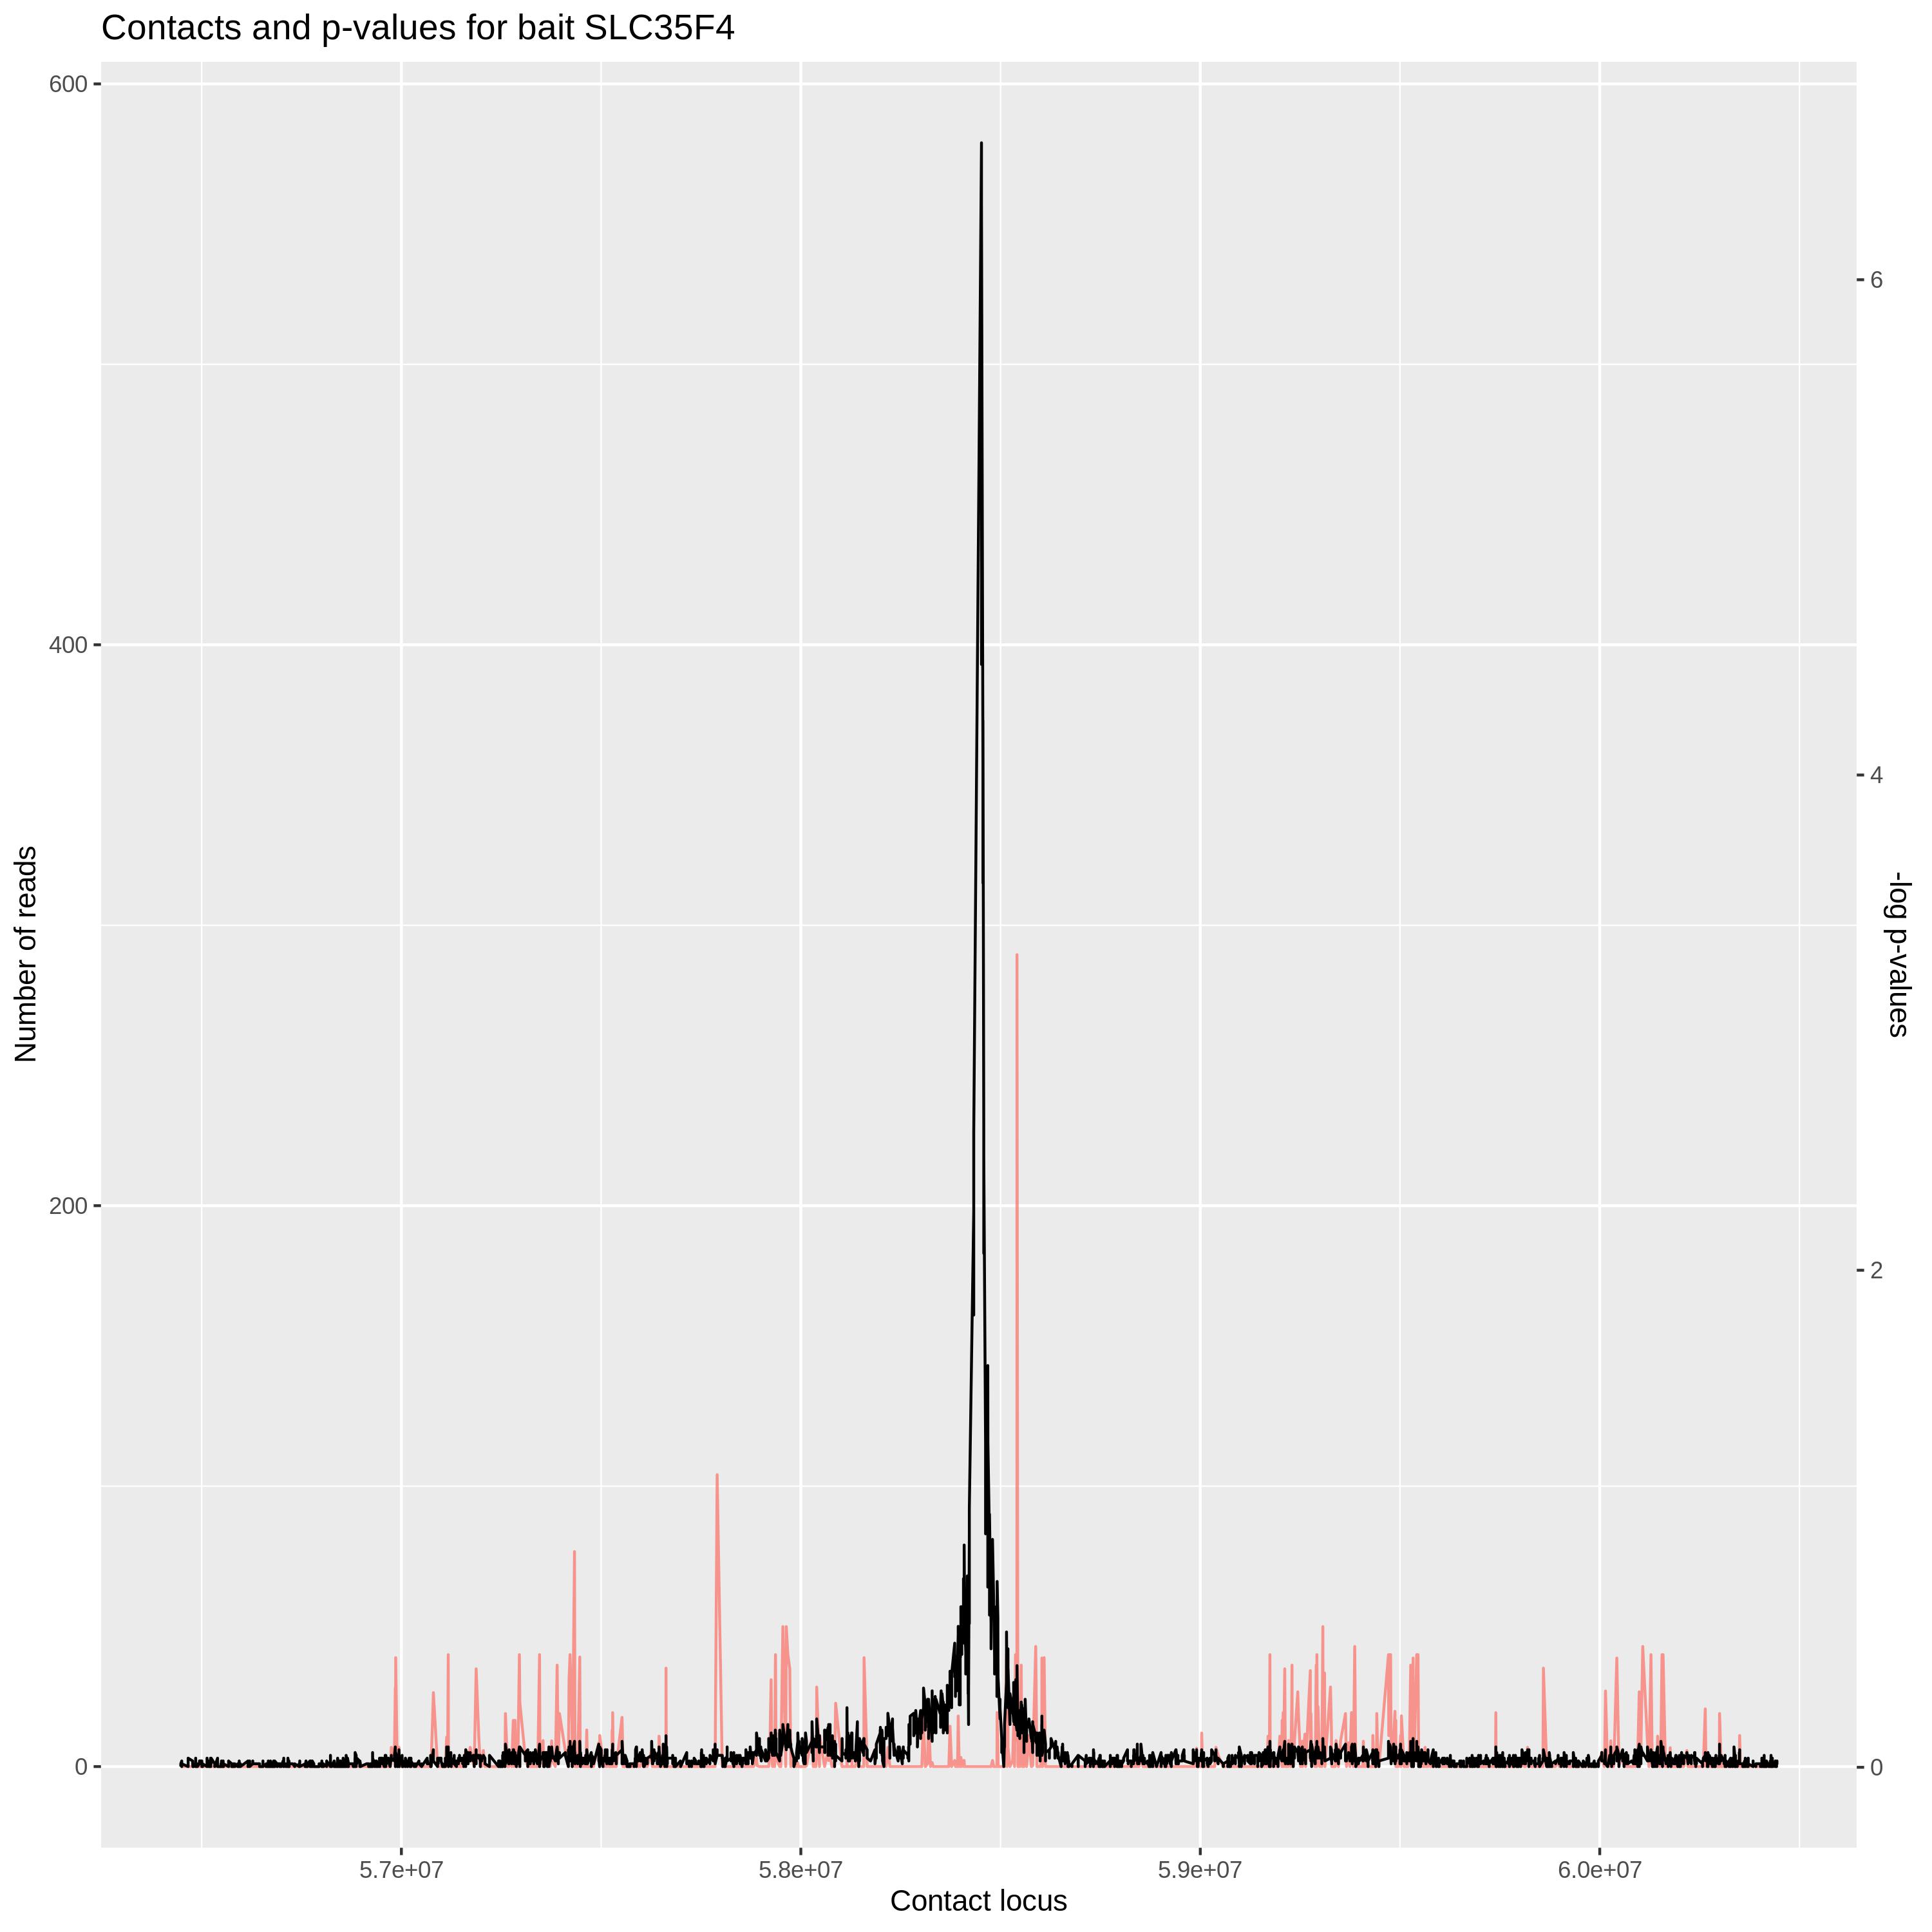 Contacts and p-values for bait SLC35F4
600
400
200
0
6
4
2
0
Number of reads
-log p-values
5.7e+07
5.8e+07
5.9e+07
6.0e+07
Contact locus